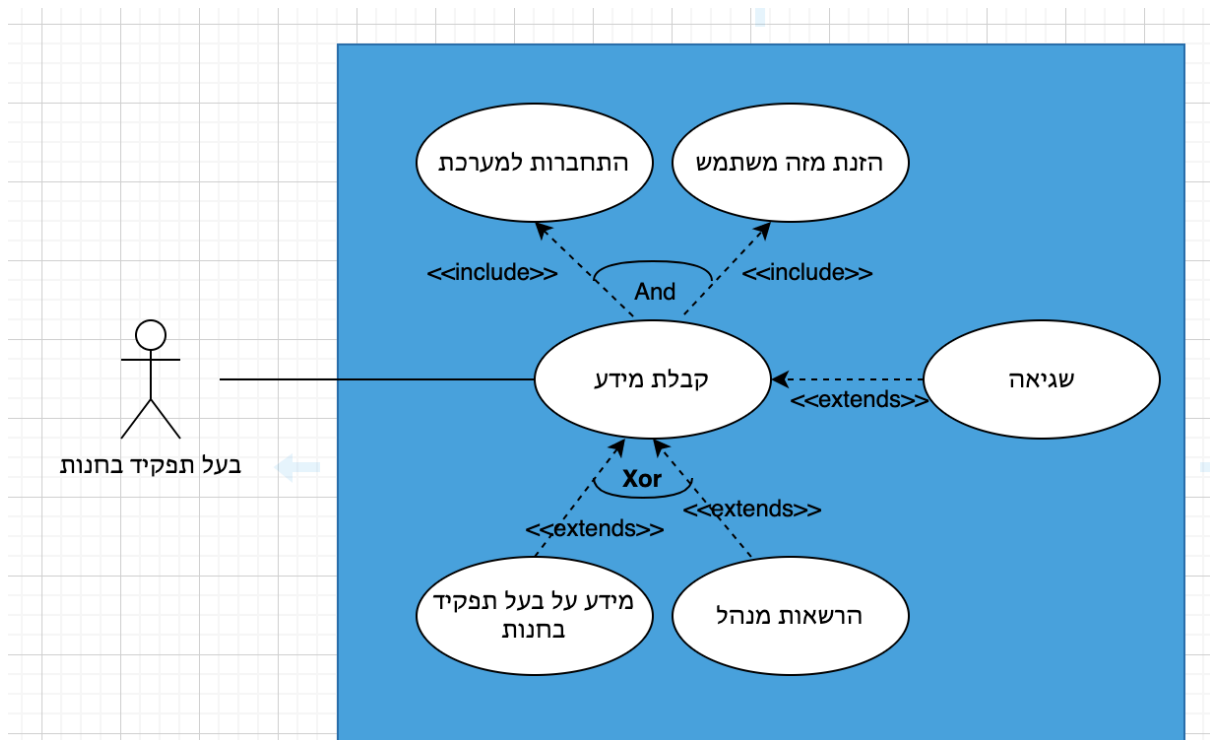 התחברות למערכת
הזנת מזה משתמש
<<include>>
<<include>>
And
קבלת מידע
שגיאה
<<extends>>
בעל תפקיד בחנות
Xor
<<extends>>
<<extends>>
מידע על בעל תפקיד
בחנות
הרשאות מנהל